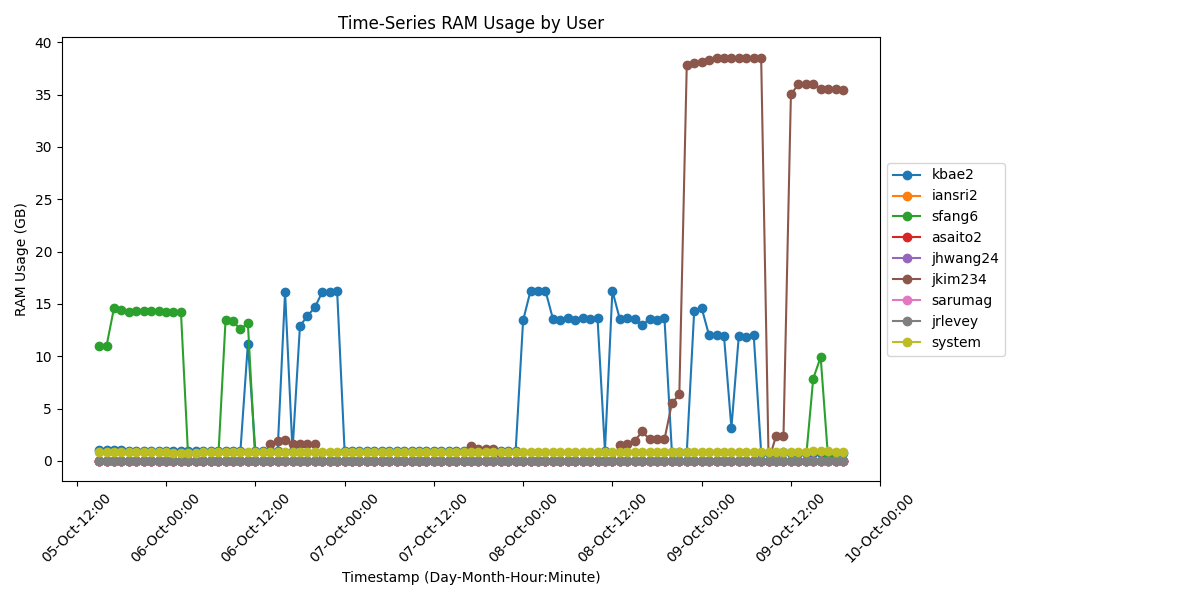 Time-Series RAM Usage by User
40
35
30
25
20
15
10
5
0
RAM Usage (GB)
05-Oct-12:00
06-Oct-00:00
06-Oct-12:00
07-Oct-00:00
07-Oct-12:00
08-Oct-00:00
08-Oct-12:00
09-Oct-00:00
09-Oct-12:00
10-Oct-00:00
Timestamp (Day-Month-Hour:Minute)
kbae2
iansri2
sfang6
asaito2
jhwang24
jkim234
sarumag
jrlevey
system